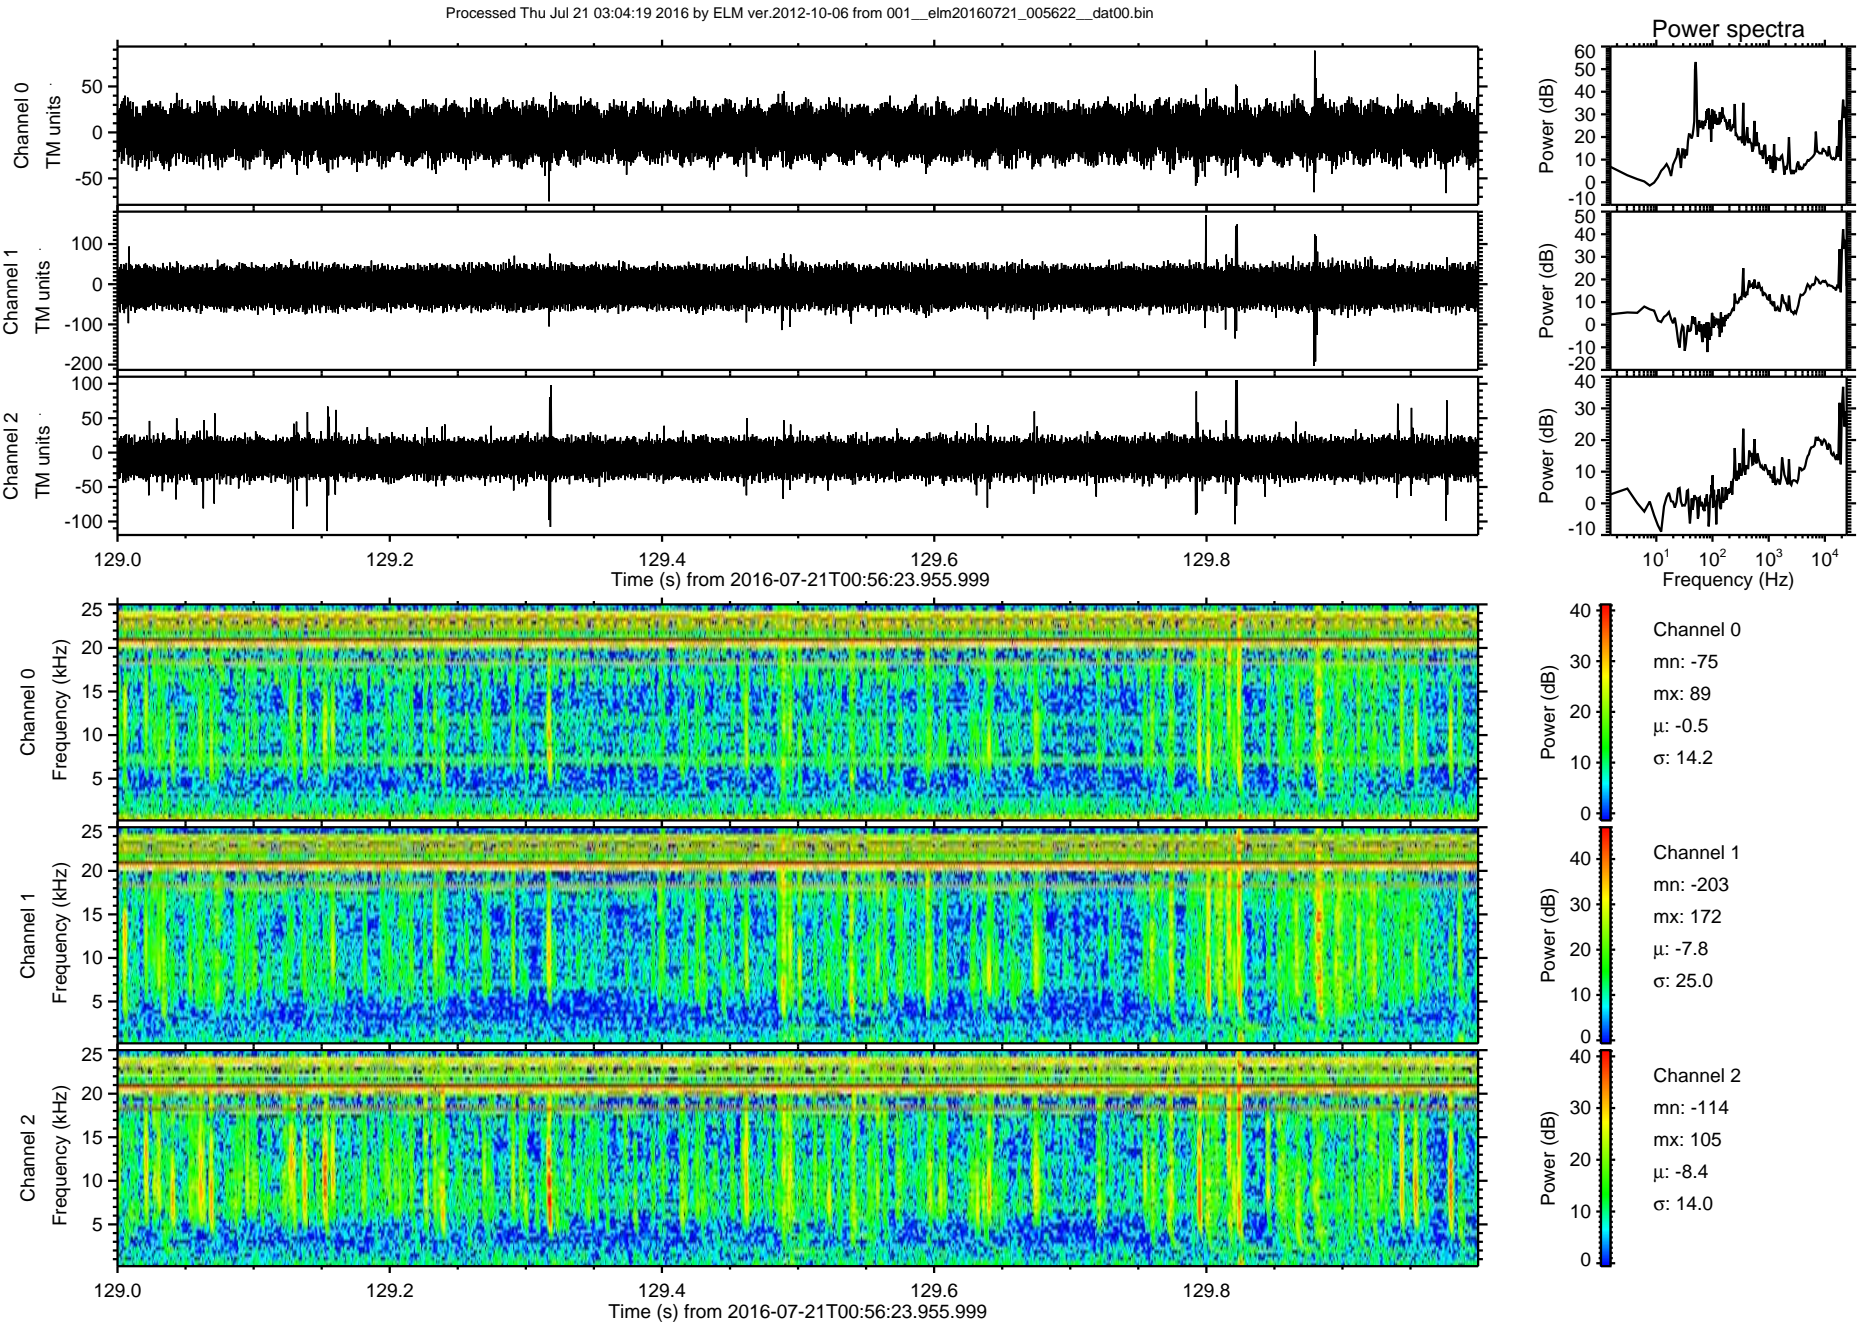 Processed Thu Jul 21 03:04:19 2016 by ELM ver.2012-10-06 from 001__elm20160721_005622__dat00.bin
Power spectra
Channel 0
TM units
50
0
-50
Power (dB)
60
50
40
30
20
10
0
-10
Channel 1
TM units
100
0
-100
-200
Power (dB)
50
40
30
20
10
0
-10
-20
Channel 2
TM units
100
50
0
-50
-100
Power (dB)
40
30
20
10
0
-10
129.0 129.2 129.4 129.6 129.8
Time (s) from 2016-07-21T00:56:23.955.999
10¹ 10² 10³ 10⁴
Frequency (Hz)
Channel 0
Frequency (kHz)
25
20
15
10
5
Power (dB)
40
30
20
10
0
Channel 0
mn: -75
mx: 89
μ: -0.5
σ: 14.2
Channel 1
Frequency (kHz)
25
20
15
10
5
Power (dB)
40
30
20
10
0
Channel 1
mn: -203
mx: 172
μ: -7.8
σ: 25.0
Channel 2
Frequency (kHz)
25
20
15
10
5
Power (dB)
40
30
20
10
0
Channel 2
mn: -114
mx: 105
μ: -8.4
σ: 14.0
129.0 129.2 129.4 129.6 129.8
Time (s) from 2016-07-21T00:56:23.955.999